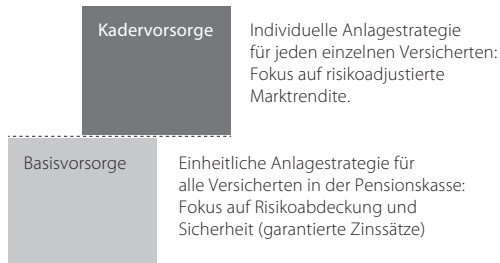 Kadervorsorge
Individuelle Anlagestrategie
für jeden einzelnen Versicherten:
Fokus auf risikoadjustierte
Marktrendite.
Basisvorsorge
Einheitliche Anlagestrategie für
alle Versicherten in der Pensionskasse:
Fokus auf Risikoabdeckung und
Sicherheit (garantierte Zinssätze)